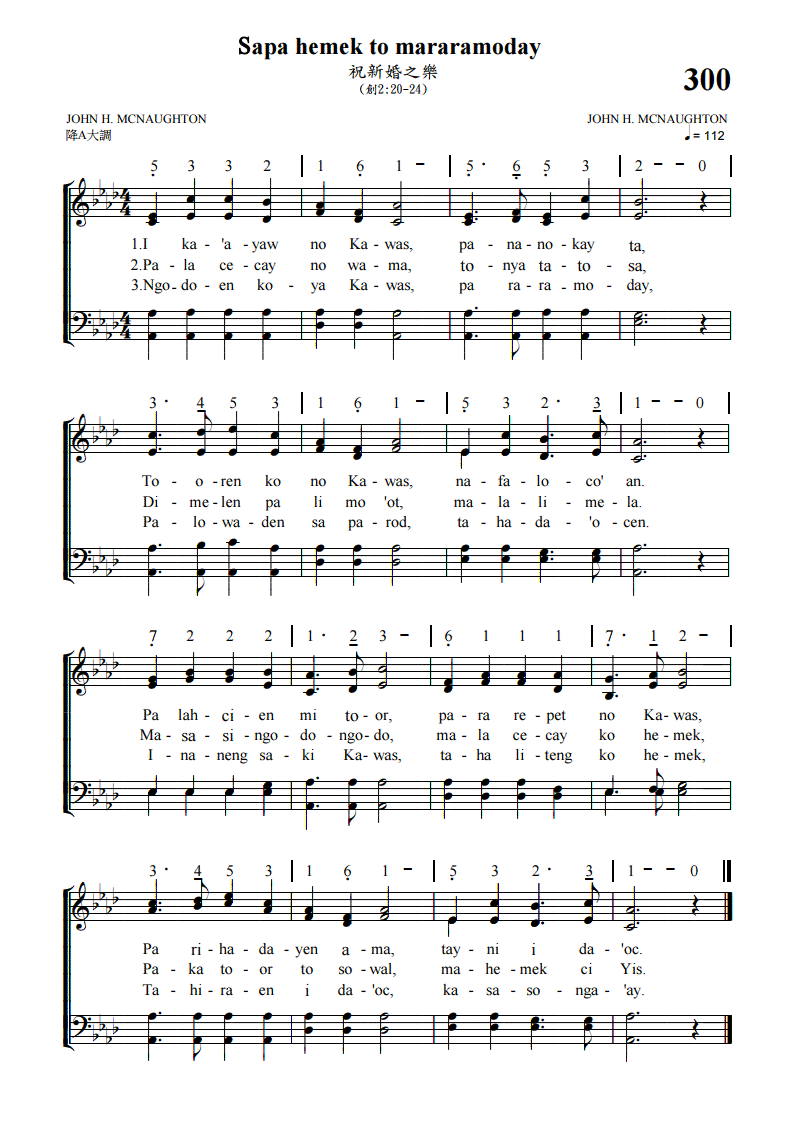 Sapa hemek to mararamoday
祝新婚之樂
(創2:20-24)
300
JOHN H. MCNAUGHTON JOHN H. MCNAUGHTON
降A大調 = 112
5 3 3 2 1 6 1 - 5 · 6 5 3 2 - - 0
1.I ka - 'a - yaw no Ka - was, pa - na - no - kay ta,
2.Pa - la ce - cay no wa - ma, to - nya ta - to - sa,
3.Ngo - do - en ko - ya Ka - was, pa ra - ra - mo - day,
3 · 4 5 3 1 6 1 - 5 3 2 · 3 1 - - 0
To - o - ren ko no Ka - was, na - fa - lo - co' an.
Di - me - len pa li mo 'ot, ma - la - li - me - la.
Pa - lo - wa - den sa pa - rod, ta - ha - da - 'o - cen.
7 2 2 2 1 · 2 3 - 6 1 1 1 7 · 1 2 -
Pa lah - ci - en mi to - or, pa - ra re - pet no Ka - was,
Ma - sa - si - ngo - do - ngo - do, ma - la ce - cay ko he - mek,
I - na - neng sa - ki Ka - was, ta - ha li - teng ko he - mek,
3 · 4 5 3 1 6 1 - 5 3 2 · 3 1 - - 0
Pa ri - ha - da - yen a - ma, tay - ni i da - 'oc.
Pa - ka to - or to so - wal, ma - he - mek ci Yis.
Ta - hi - ra - en i da - 'oc, ka - sa - so - nga - 'ay.